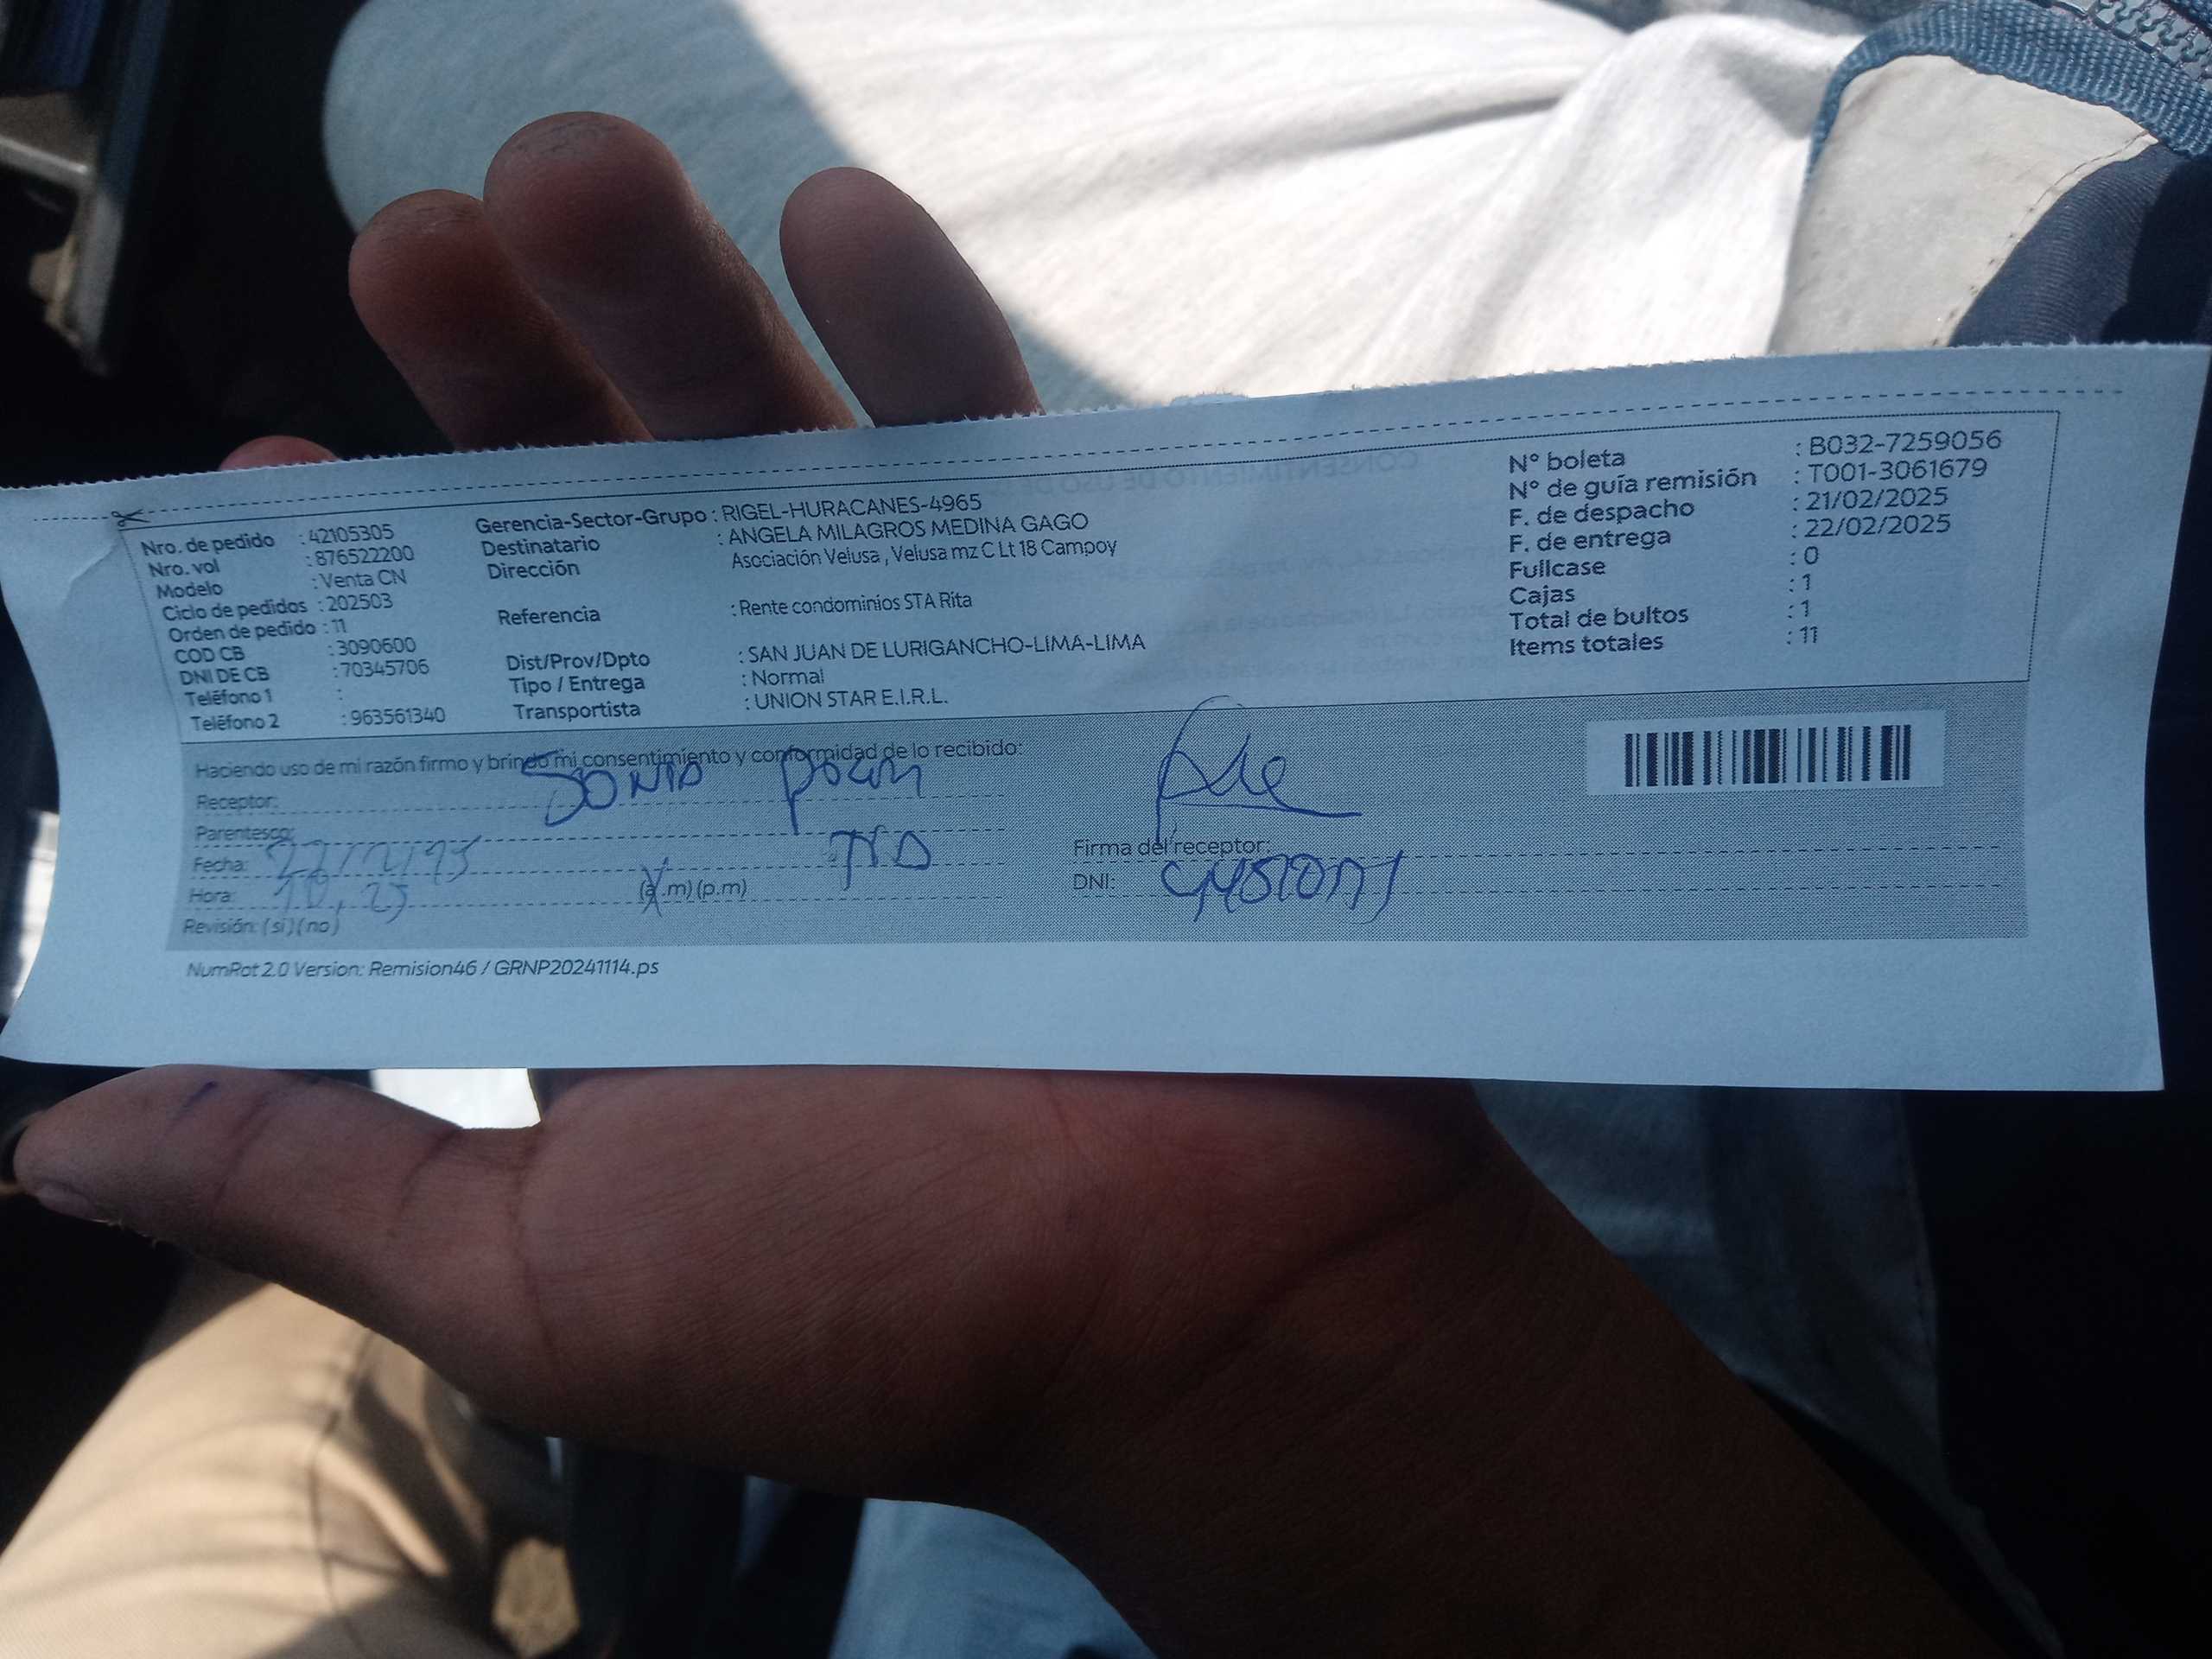 Nro. de pedido : 42105305
Nro. vol : 876522200
Modelo : Venta CN
Ciclo de pedidos : 202503
Orden de pedido : 11
COD CB : 3090600
DNI DE CB : 70345706
Teléfono 1 :
Teléfono 2 : 963561340
Gerencia-Sector-Grupo : RIGEL-HURACANES-4965
Destinatario : ANGELA MILAGROS MEDINA GAGO
Dirección Asociación Velusa , Velusa mz C Lt 18 Campoy
Referencia : Rente condominios STA Rita
Dist/Prov/Dpto : SAN JUAN DE LURIGANCHO-LIMA-LIMA
Tipo / Entrega : Normal
Transportista : UNION STAR E.I.R.L.
N° boleta : B032-7259056
N° de guía remisión : T001-3061679
F. de despacho : 21/02/2025
F. de entrega : 22/02/2025
Fullcase : 0
Cajas : 1
Total de bultos : 1
Items totales : 11
Haciendo uso de mi razón firmo y brindo mi consentimiento y conformidad de lo recibido:
Receptor: SONIA
Parentesco:
Fecha:
Hora: (a.m) (p.m)
Revisión: (si) (no)
Firma del receptor:
DNI:
NumRot 2.0 Version: Remision46 / GRNP20241114.ps